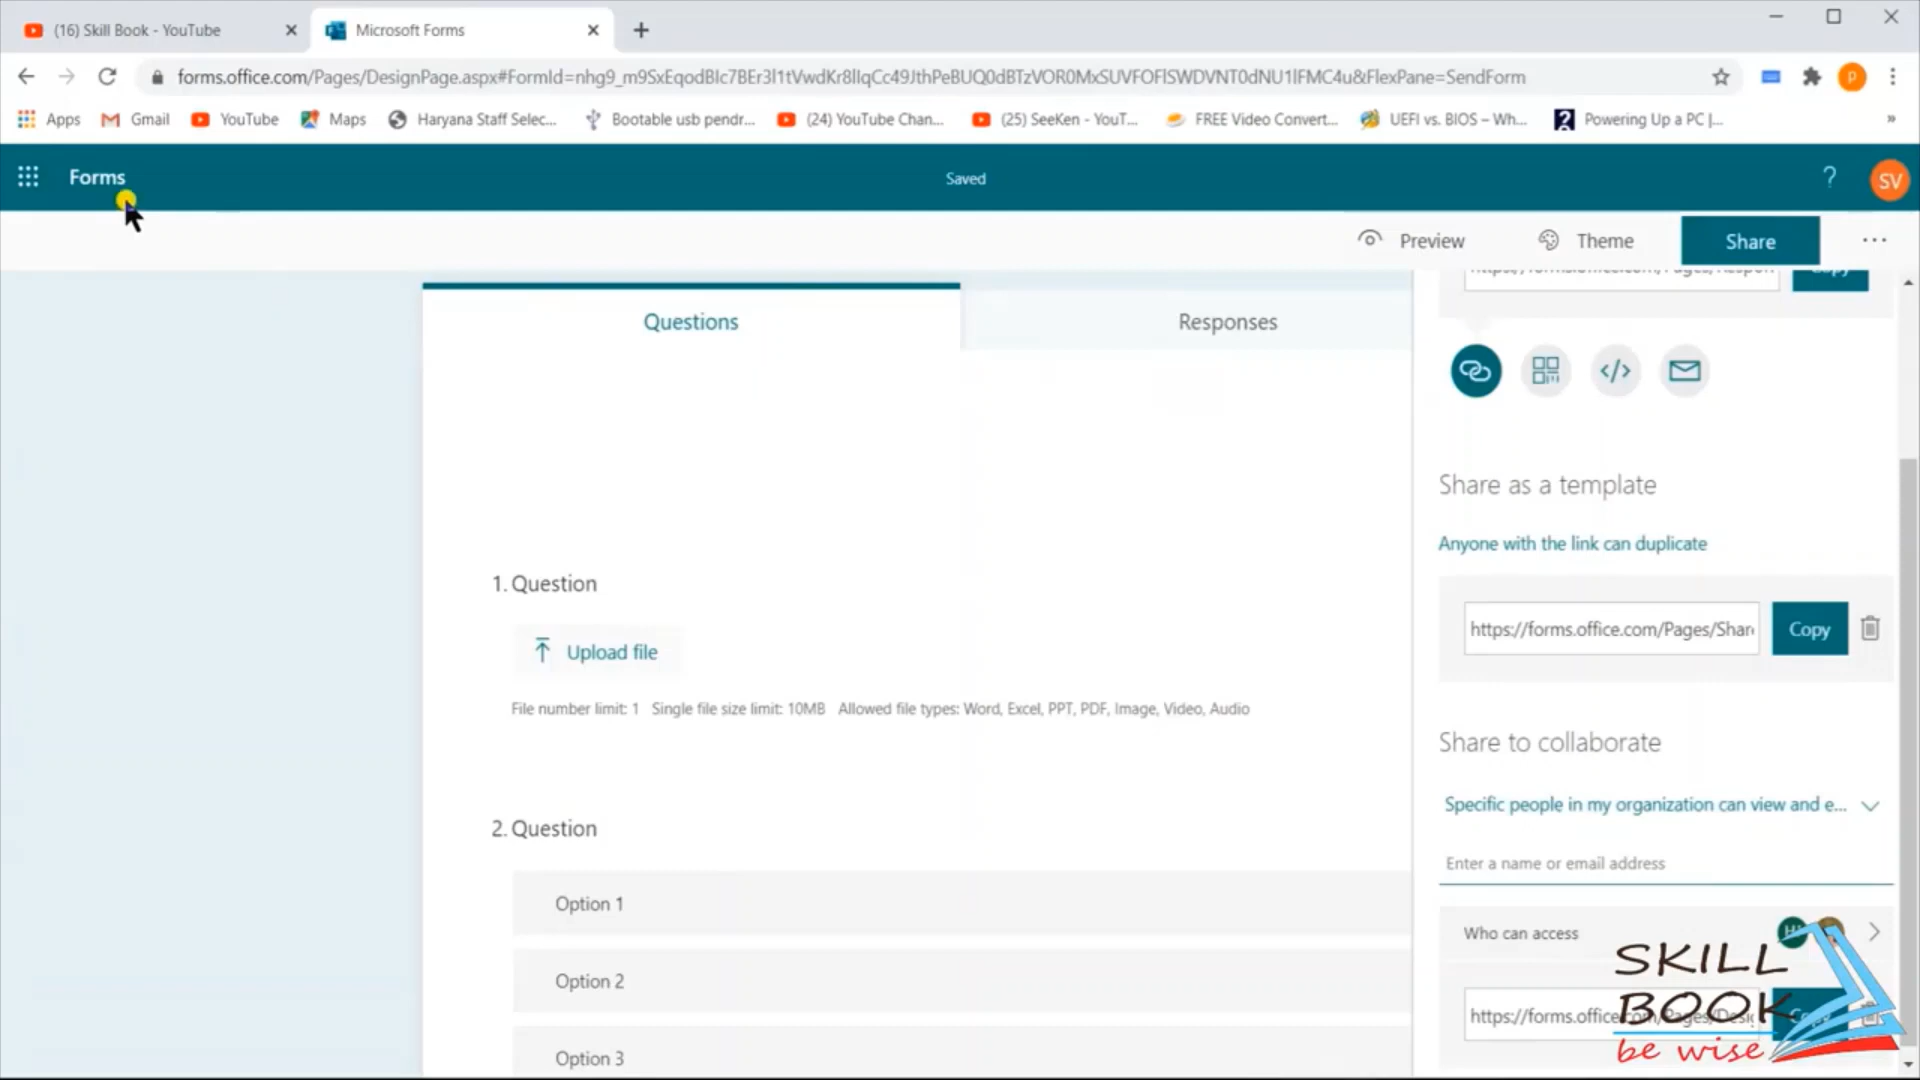 (16) Skill Book - YouTube
Microsoft Forms
forms.office.com/Pages/DesignPage.aspx#FormId=nhg9_m9SxEqodBIc7BEr3l1tVwdKr8lIqCc49JthPeBUQ0dBTzVOR0MxSUVFOFlSWDVNT0dNU1lFMC4u&FlexPane=SendForm
P
Apps
Gmail
YouTube
Maps
Haryana Staff Selec...
Bootable usb pendr...
(24) YouTube Chan...
(25) SeeKen - YouT...
FREE Video Convert...
UEFI vs. BIOS – Wh...
Powering Up a PC |...
Forms
Saved
?
SV
Preview
Theme
Share
Questions
Responses
Copy
Share as a template
Anyone with the link can duplicate
https://forms.office.com/Pages/Shar
Copy
1. Question
Upload file
File number limit: 1 Single file size limit: 10MB Allowed file types: Word, Excel, PPT, PDF, Image, Video, Audio
Share to collaborate
Specific people in my organization can view and e...
Enter a name or email address
2. Question
Option 1
Option 2
Option 3
Who can access
SKILL
BOOK
be wise